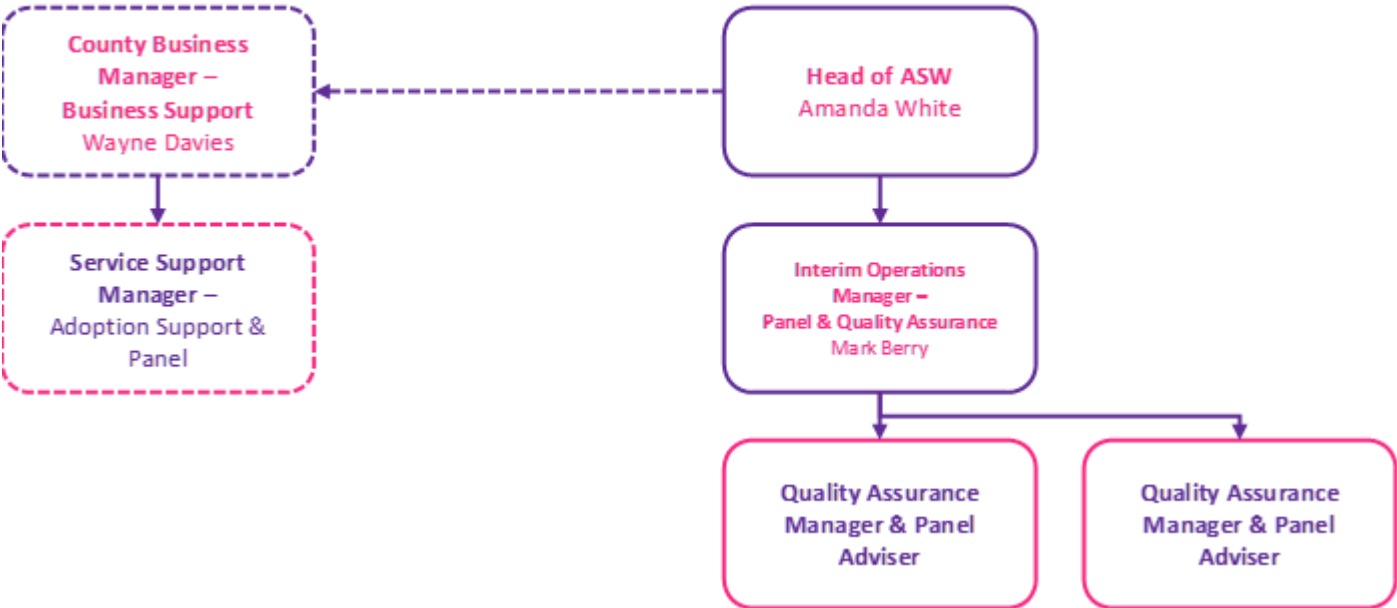 County Business
Manager –
Business Support
Wayne Davies
Head of ASW
Amanda White
Service Support
Manager –
Adoption Support &
Panel
Interim Operations
Manager –
Panel & Quality Assurance
Mark Berry
Quality Assurance
Manager & Panel
Adviser
Quality Assurance
Manager & Panel
Adviser